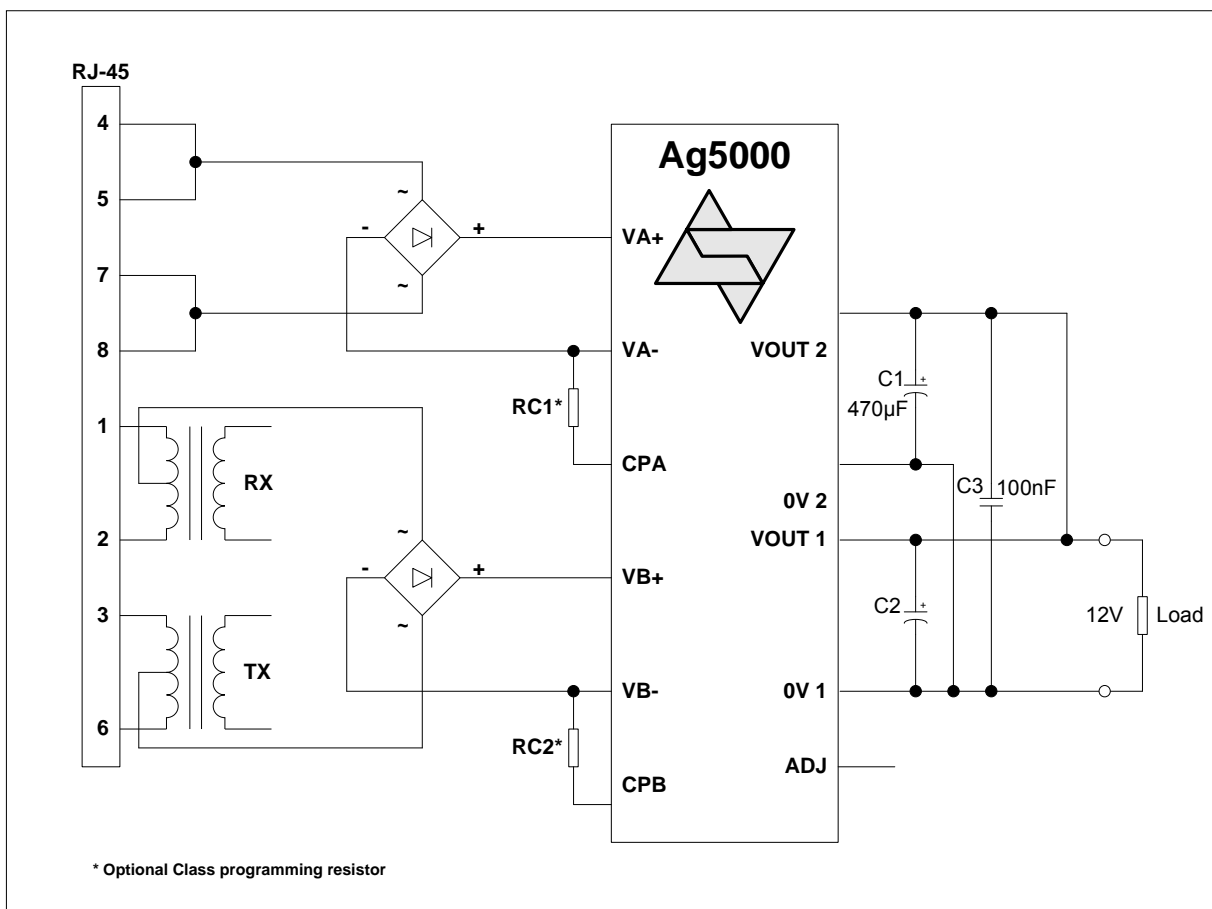 RJ-45
4
5
7
8
1
2
3
6
~
-
+
~
RX
TX
~
-
+
~
RC1*
RC2*
Ag5000
VA+
VA-
CPA
VB+
VB-
CPB
VOUT 2
0V 2
VOUT 1
0V 1
ADJ
C1
+
470µF
C3
100nF
C2
+
12V
Load
* Optional Class programming resistor